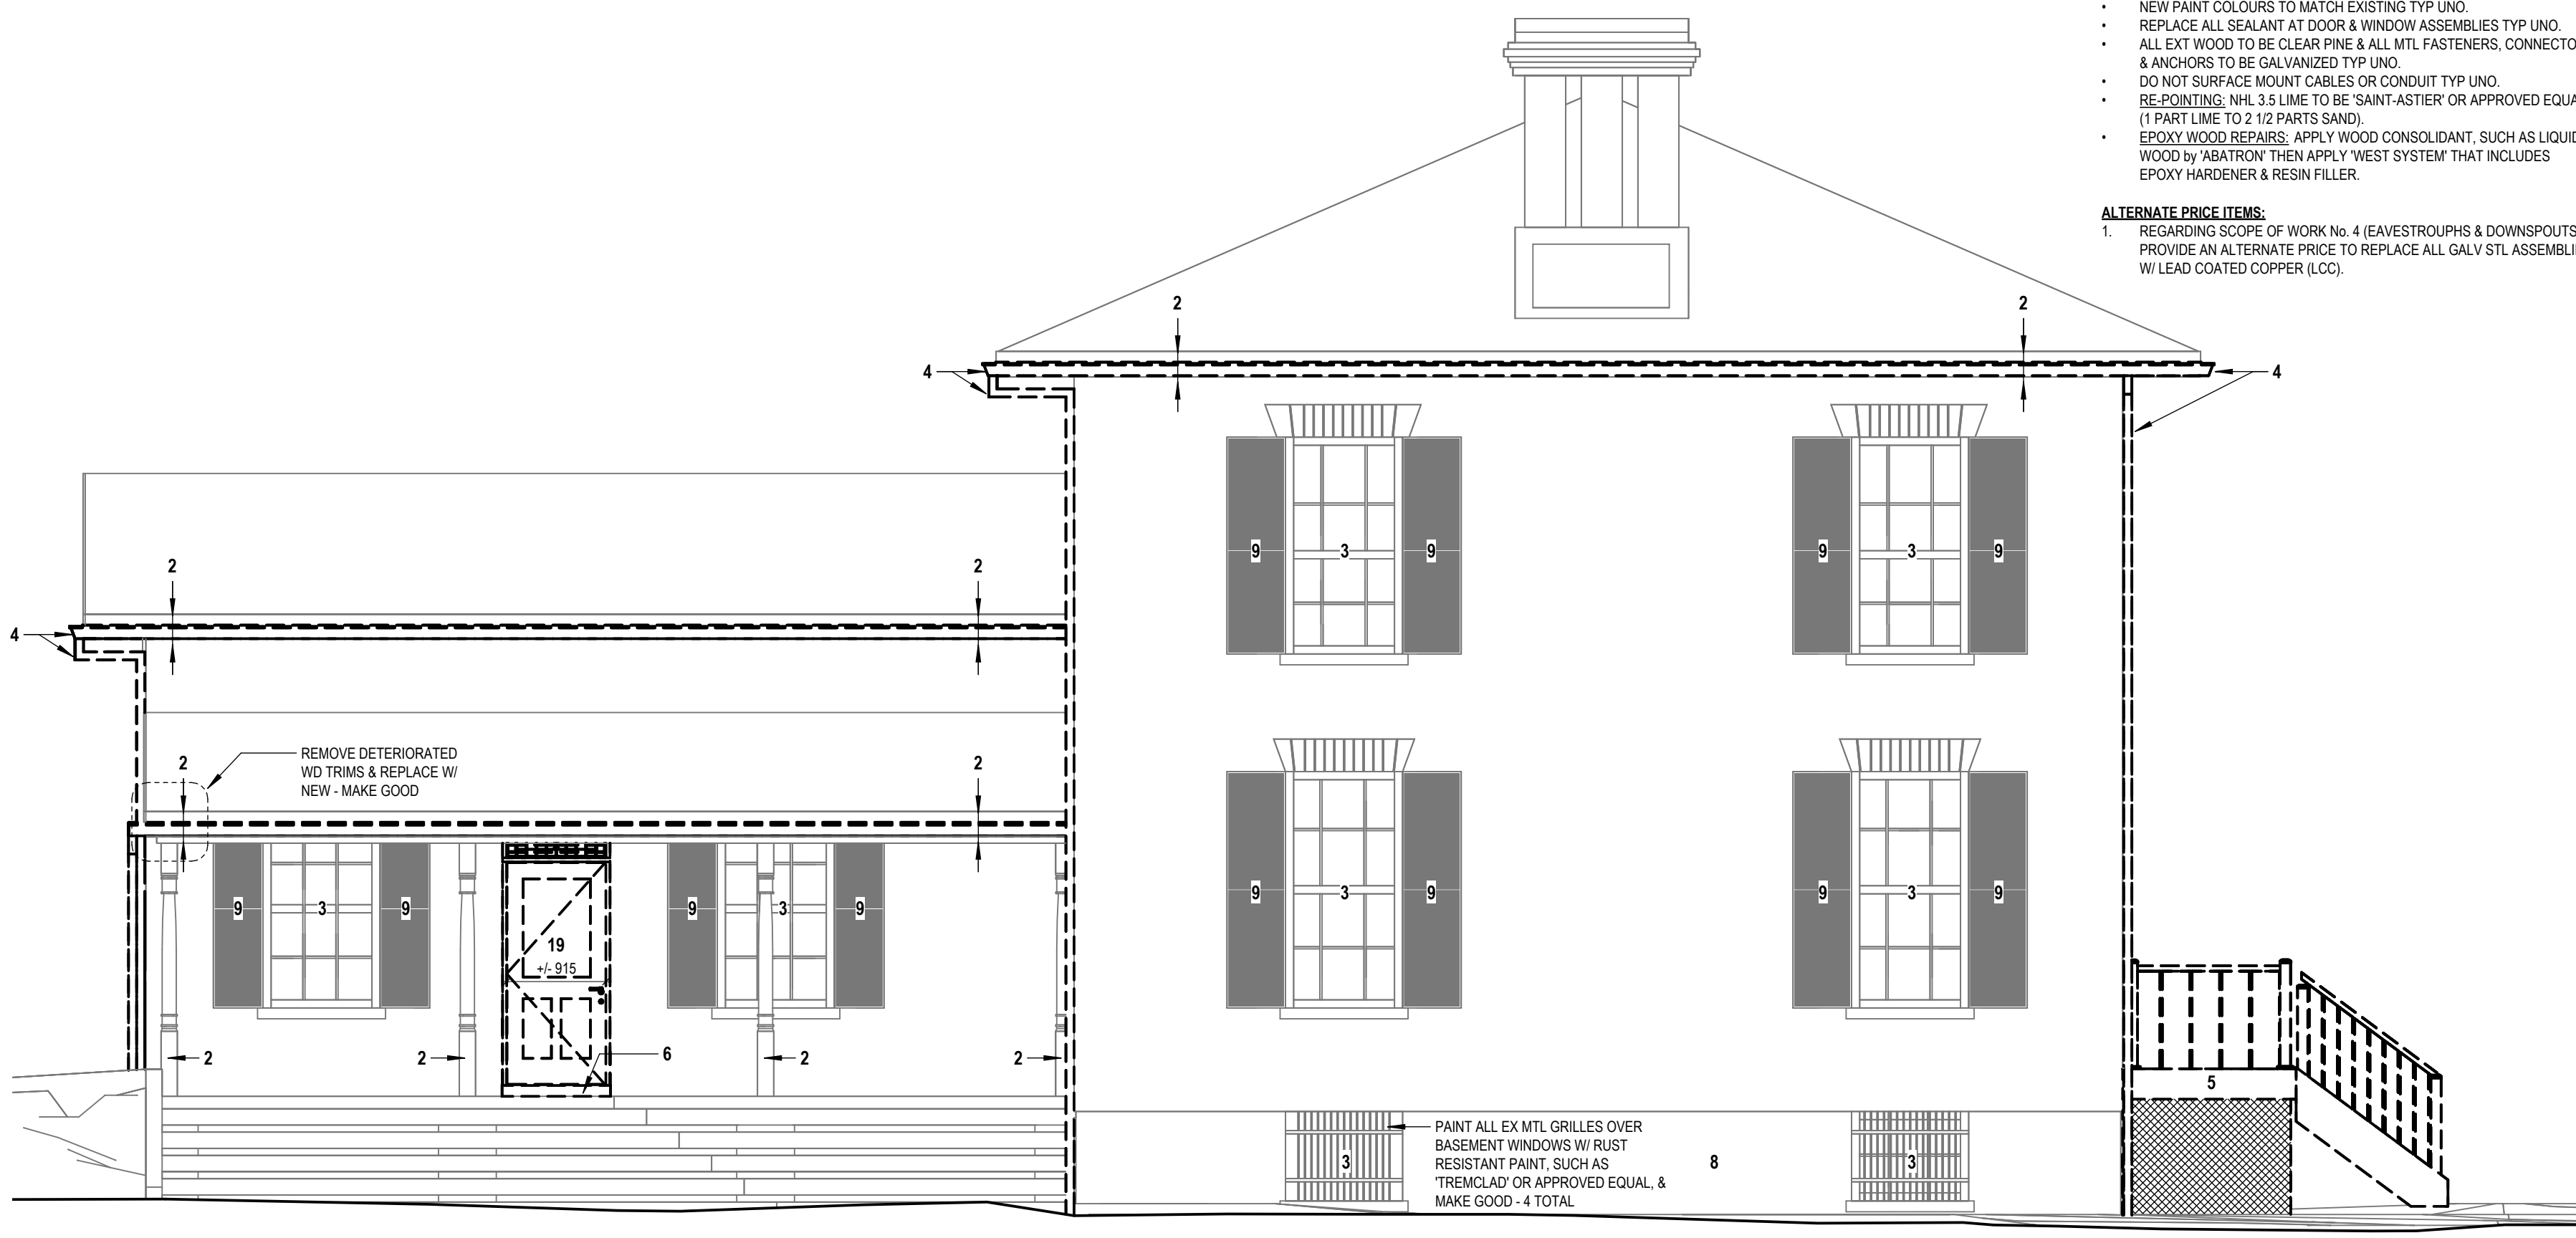 • NEW PAINT COLOURS TO MATCH EXISTING TYP UNO.
• REPLACE ALL SEALANT AT DOOR & WINDOW ASSEMBLIES TYP UNO.
• ALL EXT WOOD TO BE CLEAR PINE & ALL MTL FASTENERS, CONNECTO
& ANCHORS TO BE GALVANIZED TYP UNO.
• DO NOT SURFACE MOUNT CABLES OR CONDUIT TYP UNO.
• RE-POINTING: NHL 3.5 LIME TO BE 'SAINT-ASTIER' OR APPROVED EQUA
(1 PART LIME TO 2 1/2 PARTS SAND).
• EPOXY WOOD REPAIRS: APPLY WOOD CONSOLIDANT, SUCH AS LIQUID
WOOD by 'ABATRON' THEN APPLY 'WEST SYSTEM' THAT INCLUDES
EPOXY HARDENER & RESIN FILLER.
ALTERNATE PRICE ITEMS:
1. REGARDING SCOPE OF WORK No. 4 (EAVESTROUPHS & DOWNSPOUTS
PROVIDE AN ALTERNATE PRICE TO REPLACE ALL GALV STL ASSEMBLI
W/ LEAD COATED COPPER (LCC).
2 2
4 4
9 3 9 9 3 9
2 2
4
REMOVE DETERIORATED
WD TRIMS & REPLACE W/
NEW - MAKE GOOD
2 2
9 3 9 9 3 9
9 3 9 9 3 9
19
+/- 915
2 2 6 2 2
5
PAINT ALL EX MTL GRILLES OVER
BASEMENT WINDOWS W/ RUST
RESISTANT PAINT, SUCH AS
'TREMCLAD' OR APPROVED EQUAL, &
MAKE GOOD - 4 TOTAL
3 8 3